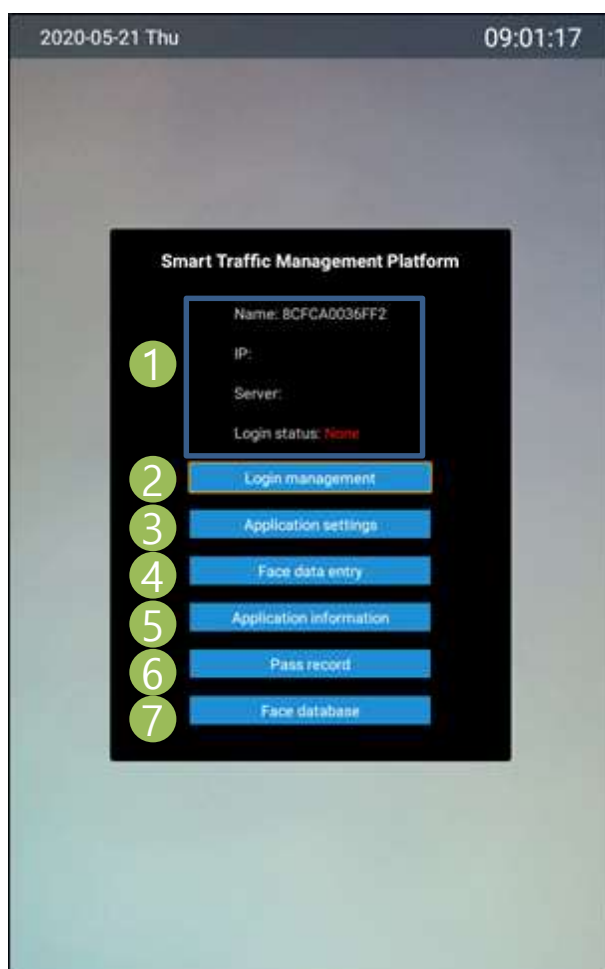 2020-05-21 Thu 09:01:17
Smart Traffic Management Platform
Name: 8CFCA0036FF2
1 IP:
Server:
Login status: None
2 Login management
3 Application settings
4 Face data entry
5 Application information
6 Pass record
7 Face database